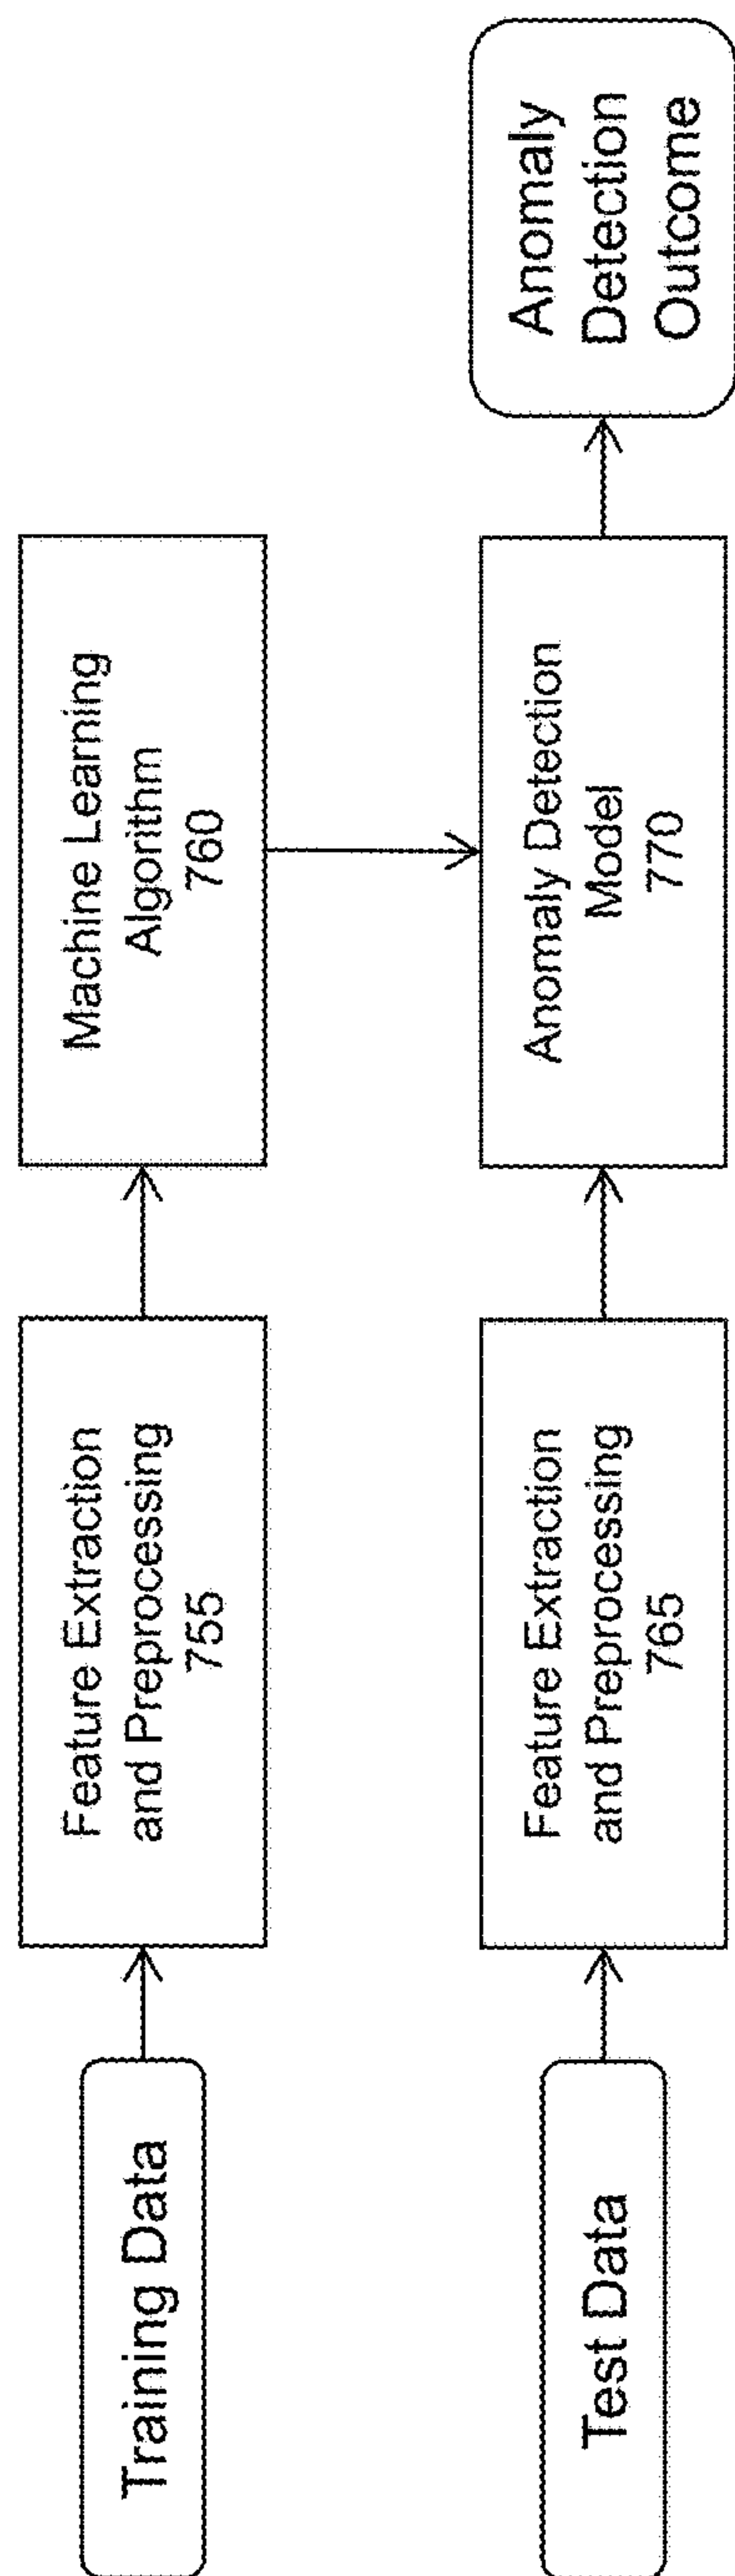 Training Data
Feature Extraction
and Preprocessing
755
Machine Learning
Algorithm
760
Test Data
Feature Extraction
and Preprocessing
765
Anomaly Detection
Model
770
Anomaly
Detection
Outcome